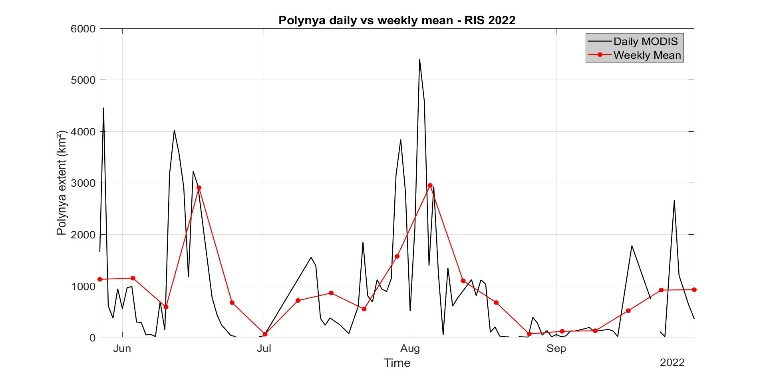 Polynya daily vs weekly mean - RIS 2022
Daily MODIS
Weekly Mean
Polynya extent (km²)
6000
5000
4000
3000
2000
1000
0
Jun
Jul
Aug
Sep
Time
2022